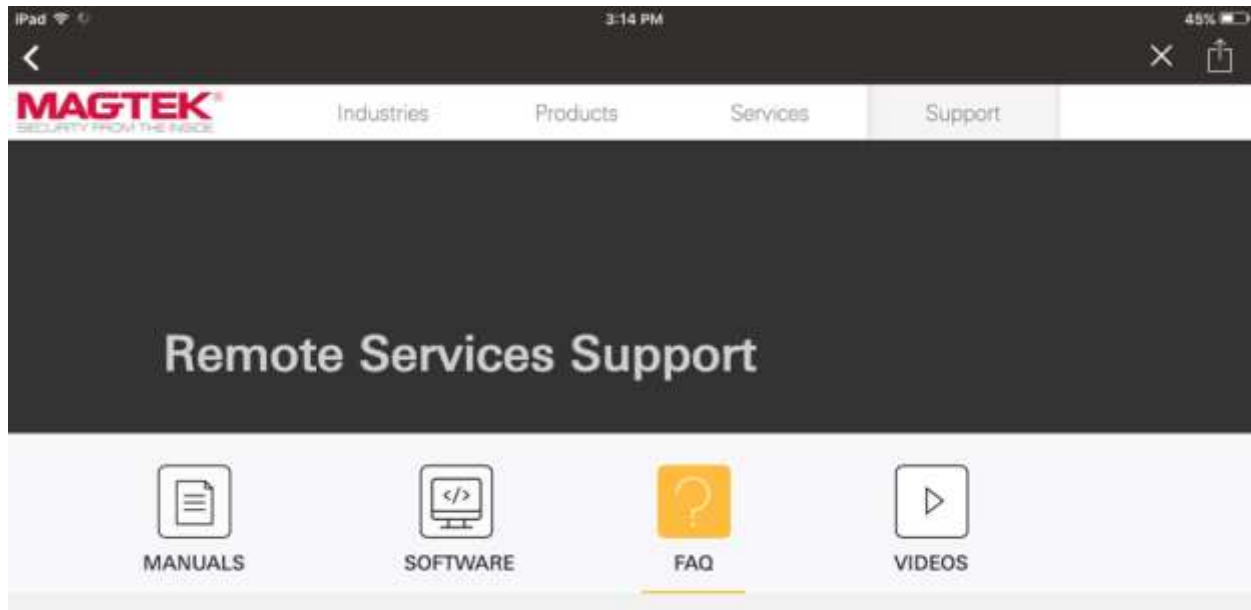 iPad 3:14 PM 45%
MAGTEK®
SECURITY FROM THE INSIDE
Industries Products Services Support
Remote Services Support
</>
?
MANUALS SOFTWARE FAQ VIDEOS